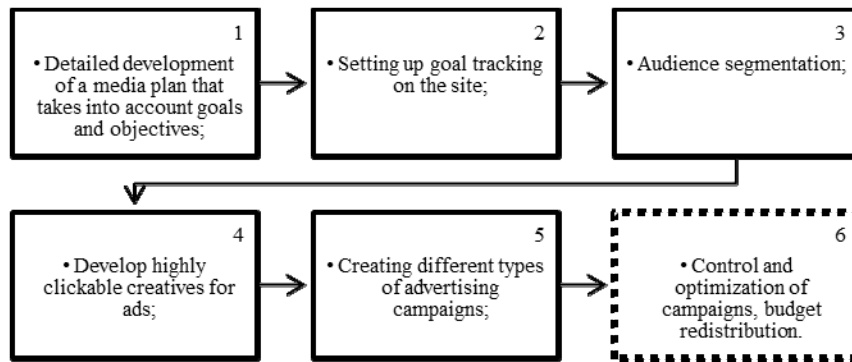 1
• Detailed development
of a media plan that
takes into account goals
and objectives;
2
• Setting up goal tracking
on the site;
3
• Audience segmentation;
4
• Develop highly
clickable creatives for
ads;
5
• Creating different types
of advertising
campaigns;
6
• Control and
optimization of
campaigns, budget
redistribution.